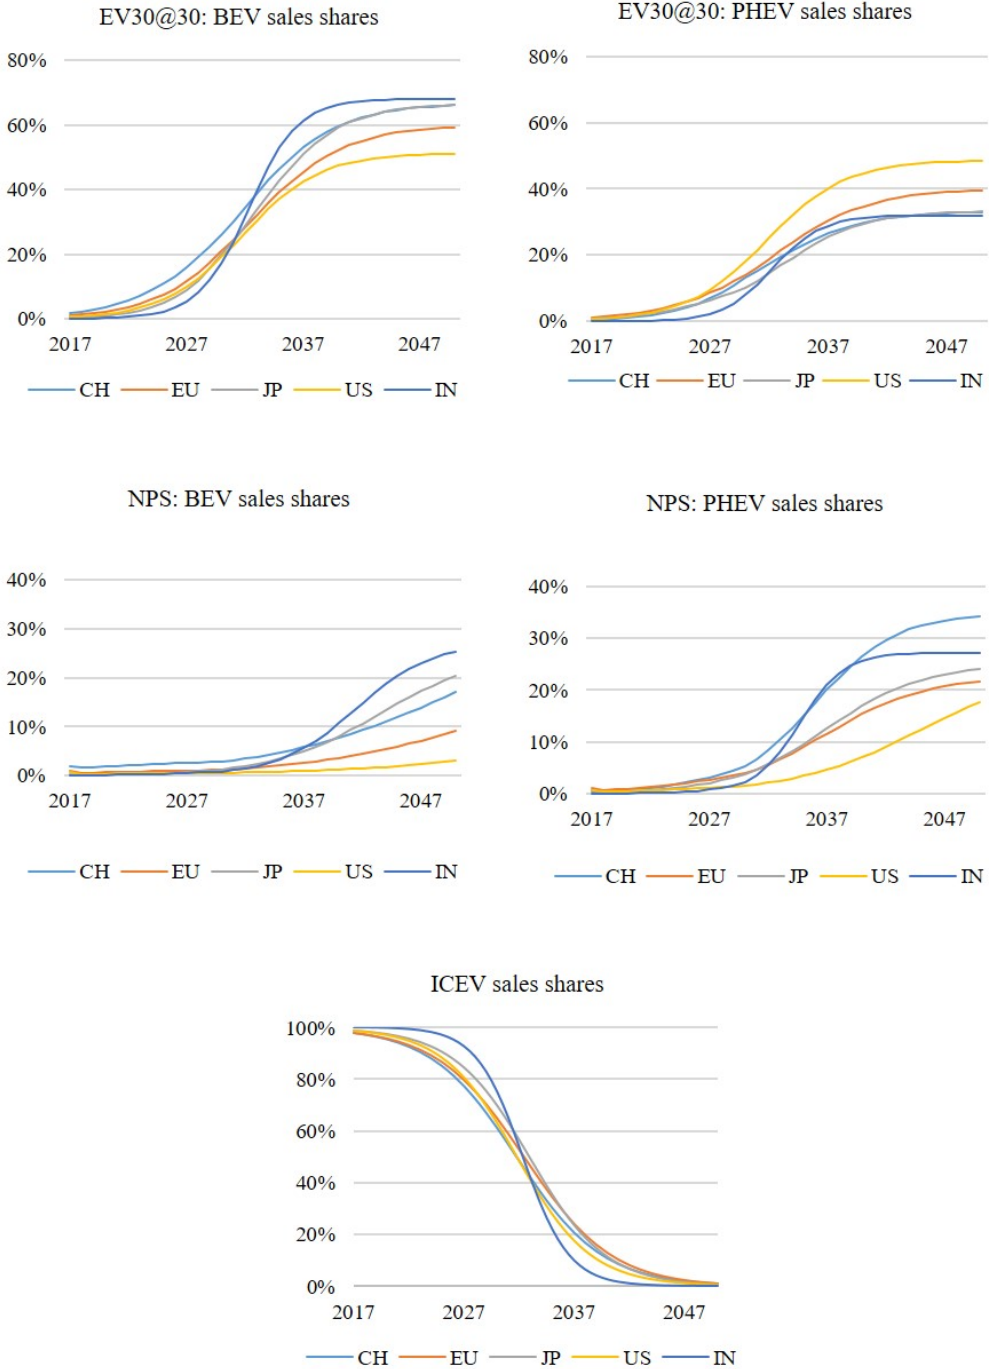 EV30@30: BEV sales shares
80%
60%
40%
20%
0%
2017 2027 2037 2047
CH EU JP US IN
EV30@30: PHEV sales shares
80%
60%
40%
20%
0%
2017 2027 2037 2047
CH EU JP US IN
NPS: BEV sales shares
40%
30%
20%
10%
0%
2017 2027 2037 2047
CH EU JP US IN
NPS: PHEV sales shares
40%
30%
20%
10%
0%
2017 2027 2037 2047
CH EU JP US IN
ICEV sales shares
100%
80%
60%
40%
20%
0%
2017 2027 2037 2047
CH EU JP US IN